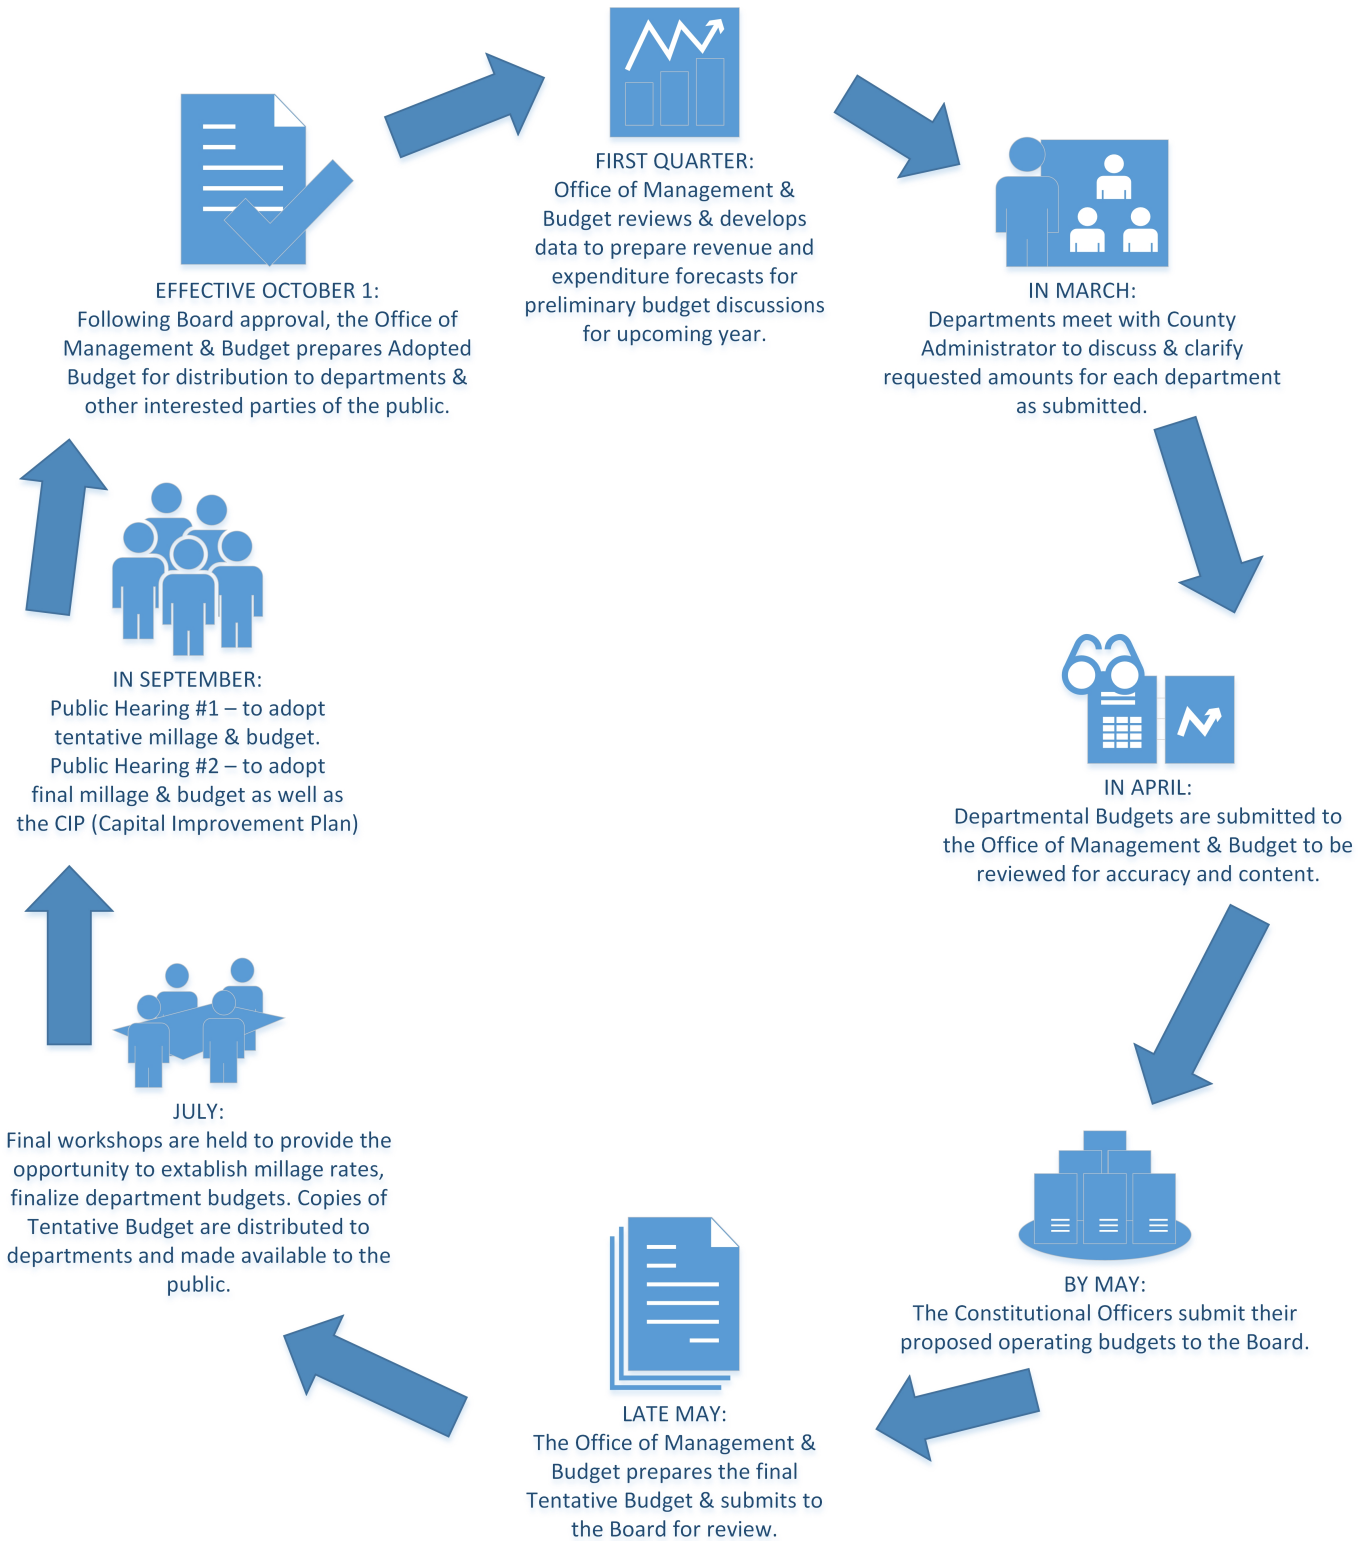 FIRST QUARTER:
Office of Management &
Budget reviews & develops
data to prepare revenue and
expenditure forecasts for
preliminary budget discussions
for upcoming year.
IN MARCH:
Departments meet with County
Administrator to discuss & clarify
requested amounts for each department
as submitted.
IN APRIL:
Departmental Budgets are submitted to
the Office of Management & Budget to be
reviewed for accuracy and content.
BY MAY:
The Constitutional Officers submit their
proposed operating budgets to the Board.
LATE MAY:
The Office of Management &
Budget prepares the final
Tentative Budget & submits to
the Board for review.
JULY:
Final workshops are held to provide the
opportunity to extablish millage rates,
finalize department budgets. Copies of
Tentative Budget are distributed to
departments and made available to the
public.
IN SEPTEMBER:
Public Hearing #1 – to adopt
tentative millage & budget.
Public Hearing #2 – to adopt
final millage & budget as well as
the CIP (Capital Improvement Plan)
EFFECTIVE OCTOBER 1:
Following Board approval, the Office of
Management & Budget prepares Adopted
Budget for distribution to departments &
other interested parties of the public.